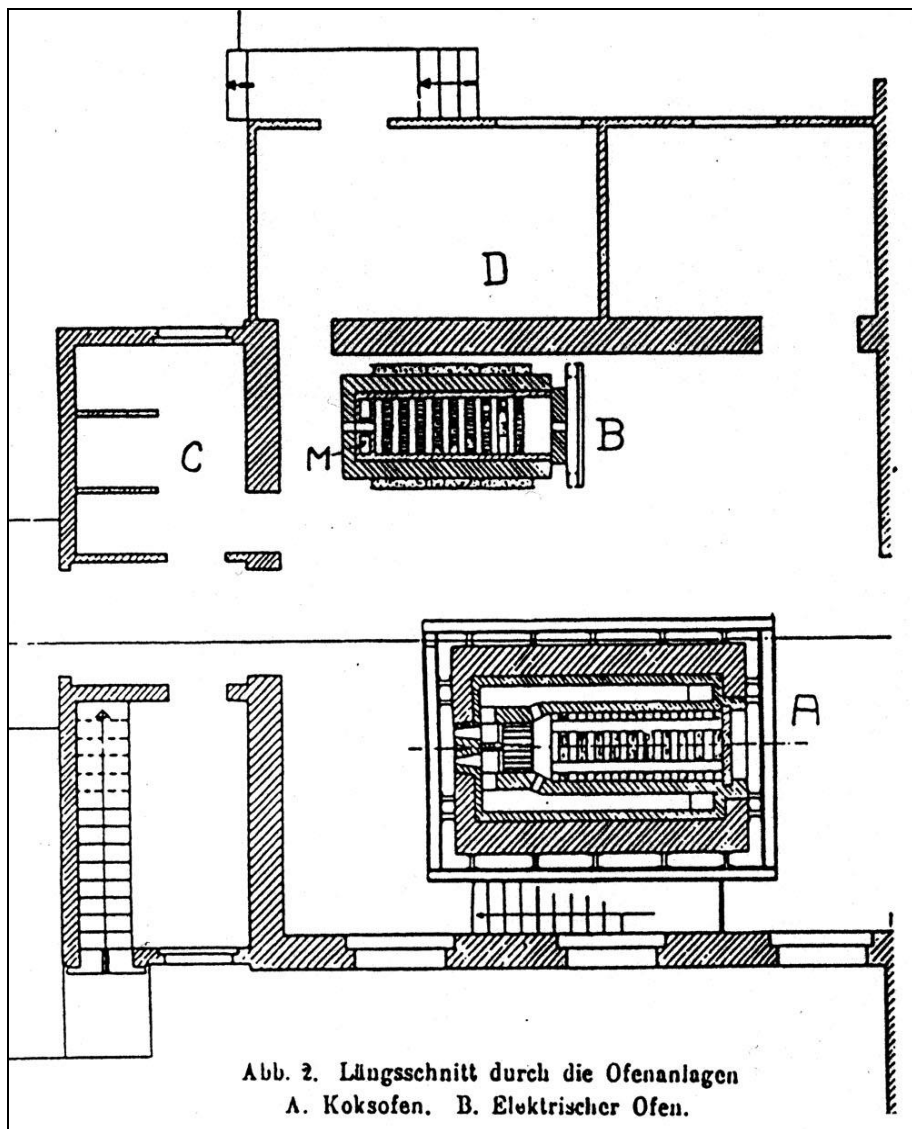 D
C
M
B
A
Abb. 2. Längsschnitt durch die Ofenanlagen
A. Koksofen. B. Elektrischer Ofen.